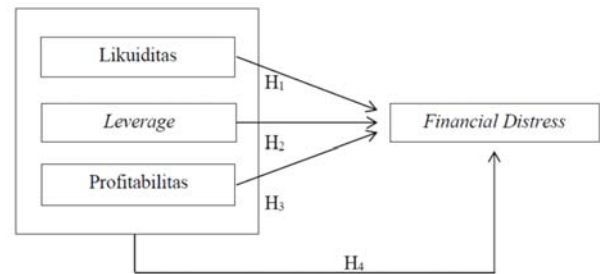 Likuiditas
H1
Leverage
Financial Distress
H2
Profitabilitas
H3
H4